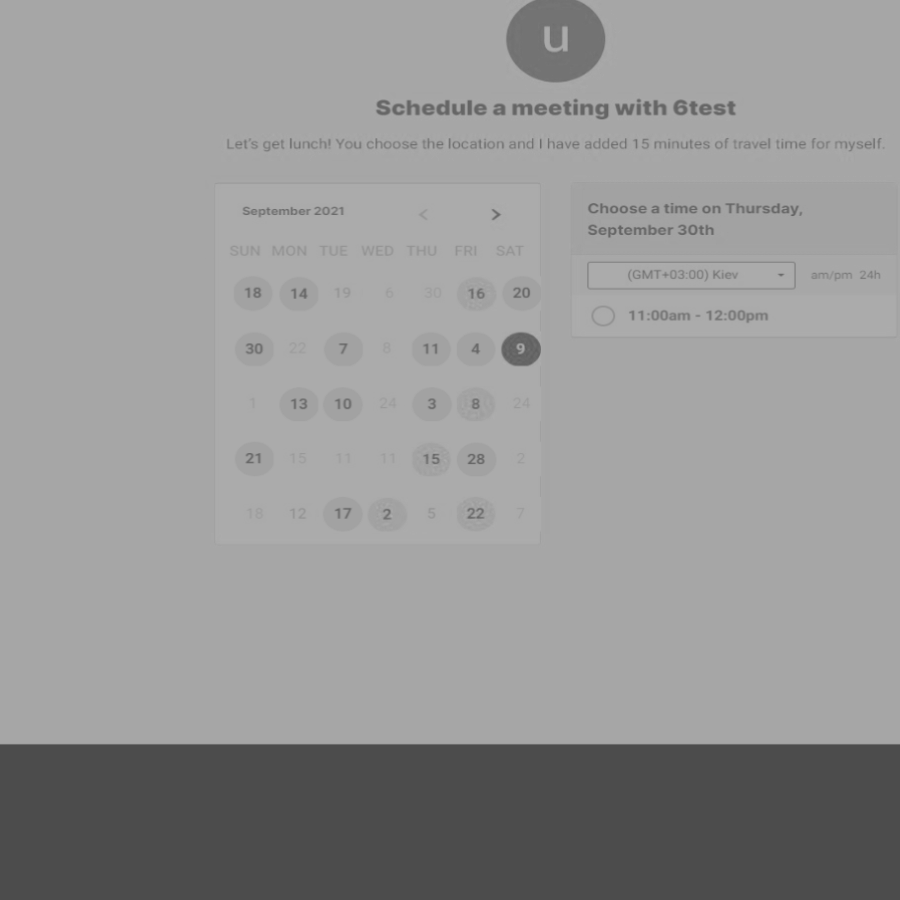 u
Schedule a meeting with 6test
Let's get lunch! You choose the location and I have added 15 minutes of travel time for myself.
September 2021 < >
SUN MON TUE WED THU FRI SAT
18 14 19 6 30 16 20
30 22 7 8 11 4 9
1 13 10 24 3 8 24
21 15 11 11 15 28 2
18 12 17 2 5 22 7
Choose a time on Thursday,
September 30th
(GMT+03:00) Kiev am/pm 24h
11:00am - 12:00pm